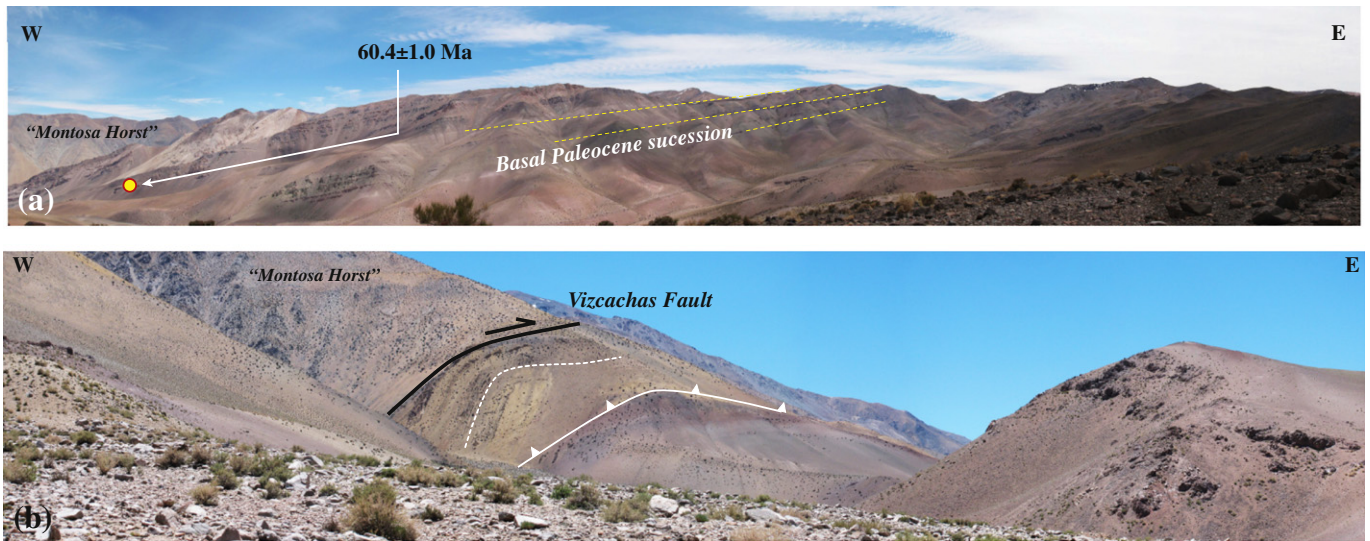 W
E
60.4±1.0 Ma
“Montosa Horst”
Basal Paleocene sucession
(a)
W
E
“Montosa Horst”
Vizcachas Fault
(b)